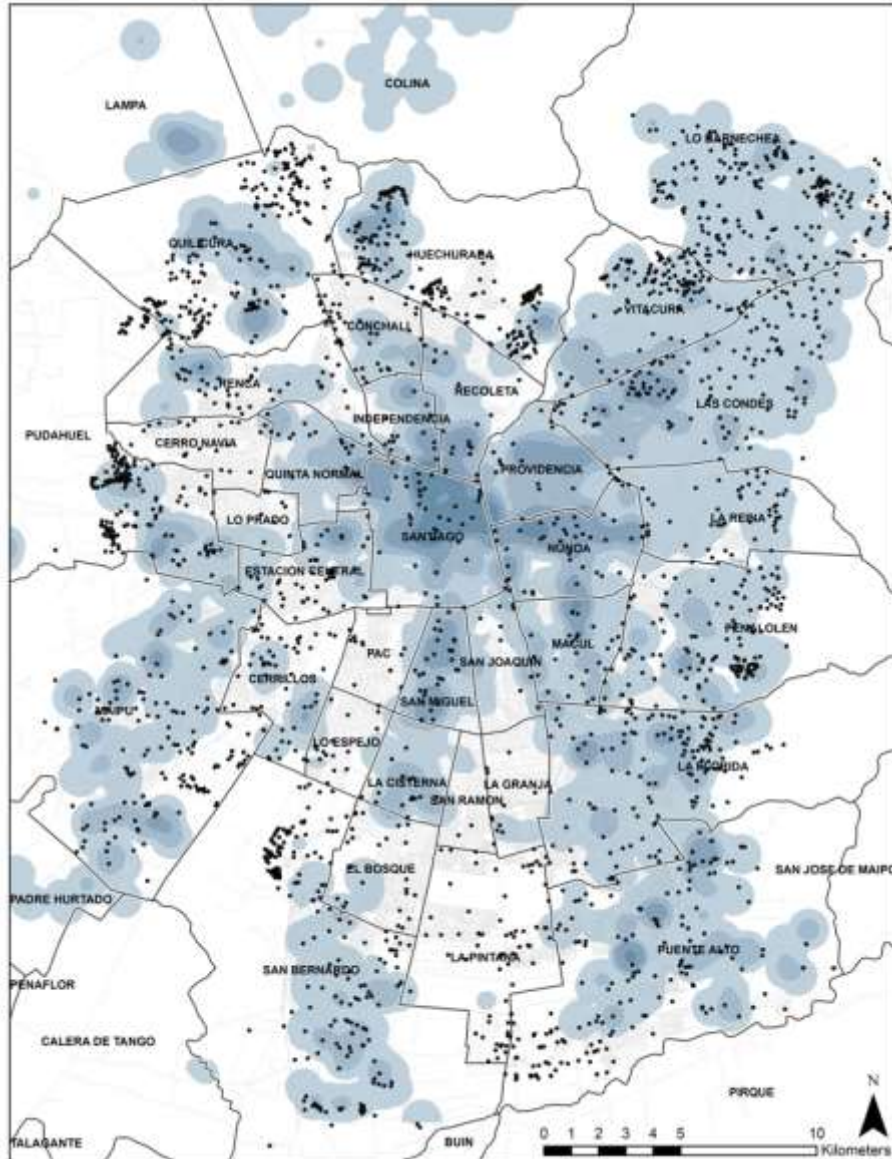 COLINA
LAMPA
LO BARNECHEA
QUILICURA
HUECHURABA
VITACURA
CONCHALI
RENCA
RECOLETA
LAS CONDES
INDEPENDENCIA
PUDAHUEL
CERRO NAVIA
PROVIDENCIA
QUINTA NORMAL
LO PRADO
LA REINA
SANTIAGO
ÑUÑOA
ESTACION CENTRAL
PEÑALOLEN
MACUL
PAC
SAN JOAQUIN
CERRILLOS
SAN MIGUEL
MAIPU
LO ESPEJO
LA FLORIDA
LA CISTERNA
LA GRANJA
SAN RAMON
EL BOSQUE
SAN JOSE DE MAIPO
PADRE HURTADO
PUENTE ALTO
LA PINTANA
SAN BERNARDO
PEÑAFLOR
CALERA DE TANGO
PIRQUE
N
TALAGANTE
BUIN
0 1 2 3 4 5 10
Kilometers